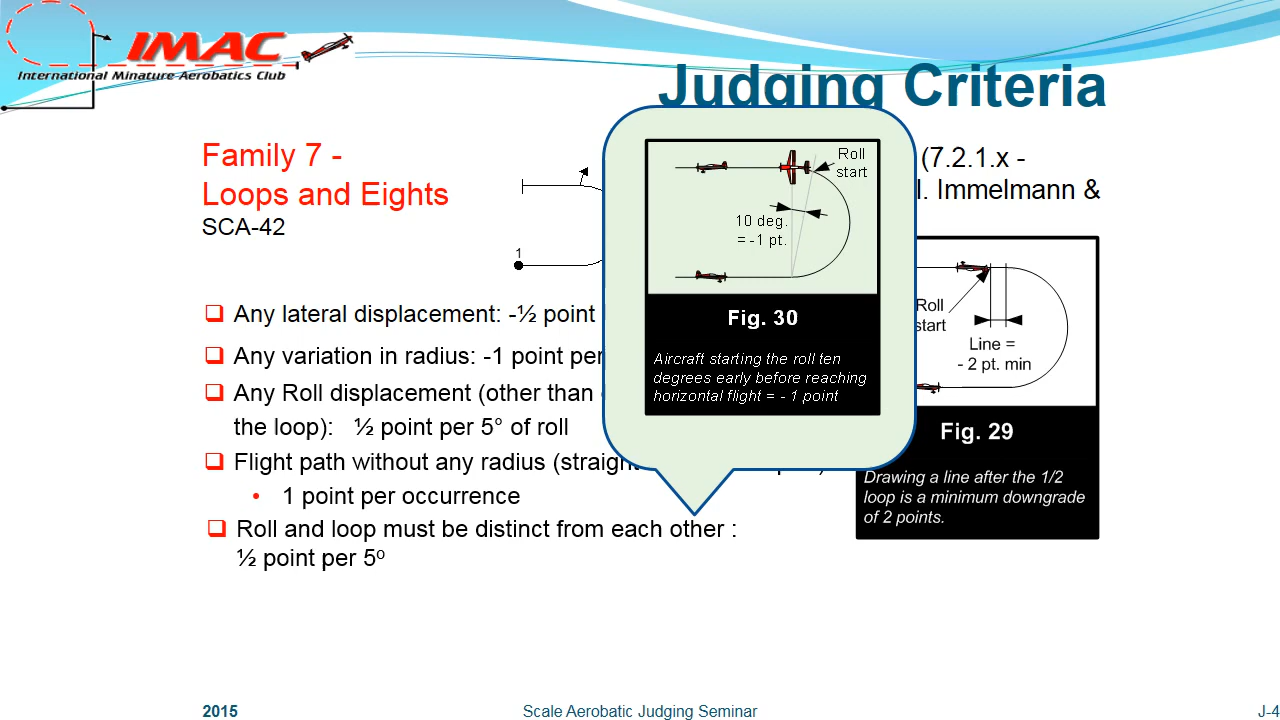 IMAC
International Minature Aerobatics Club
Judging Criteria
Family 7 -
Loops and Eights
SCA-42
(7.2.1.x -
. Immelmann &
1
Any lateral displacement: -½ point
Any variation in radius: -1 point per
Any Roll displacement (other than
the loop): ½ point per 5° of roll
Flight path without any radius (straight
• 1 point per occurrence
Roll and loop must be distinct from each other :
½ point per 5º
Roll
start
10 deg.
= -1 pt.
Fig. 30
Aircraft starting the roll ten
degrees early before reaching
horizontal flight = - 1 point
Roll
start
Line =
- 2 pt. min
Fig. 29
Drawing a line after the 1/2
loop is a minimum downgrade
of 2 points.
2015
Scale Aerobatic Judging Seminar
J-4